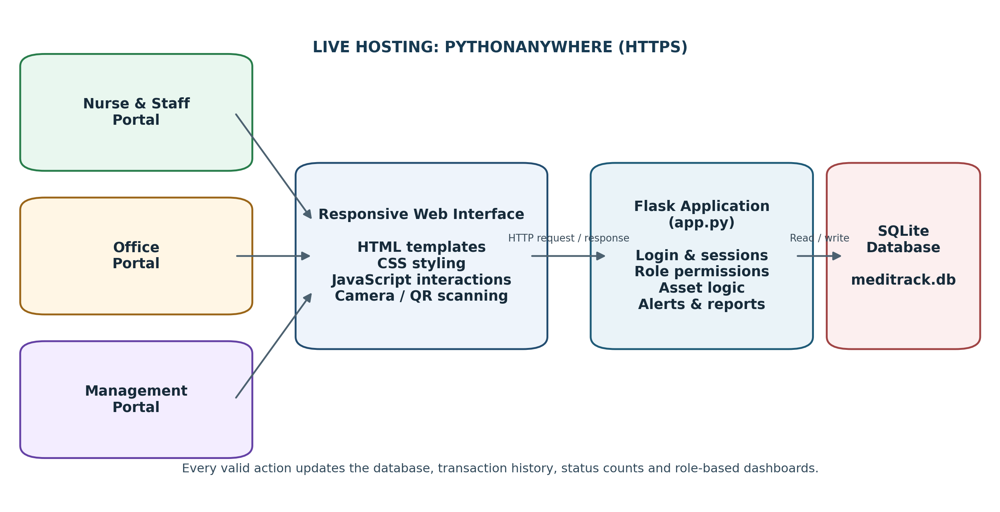 LIVE HOSTING: PYTHONANYWHERE (HTTPS)
Nurse & Staff
Portal
Office
Portal
Management
Portal
Responsive Web Interface
HTML templates
CSS styling
JavaScript interactions
Camera / QR scanning
HTTP request / response
Flask Application
(app.py)
Login & sessions
Role permissions
Asset logic
Alerts & reports
Read / write
SQLite
Database
meditrack.db
Every valid action updates the database, transaction history, status counts and role-based dashboards.